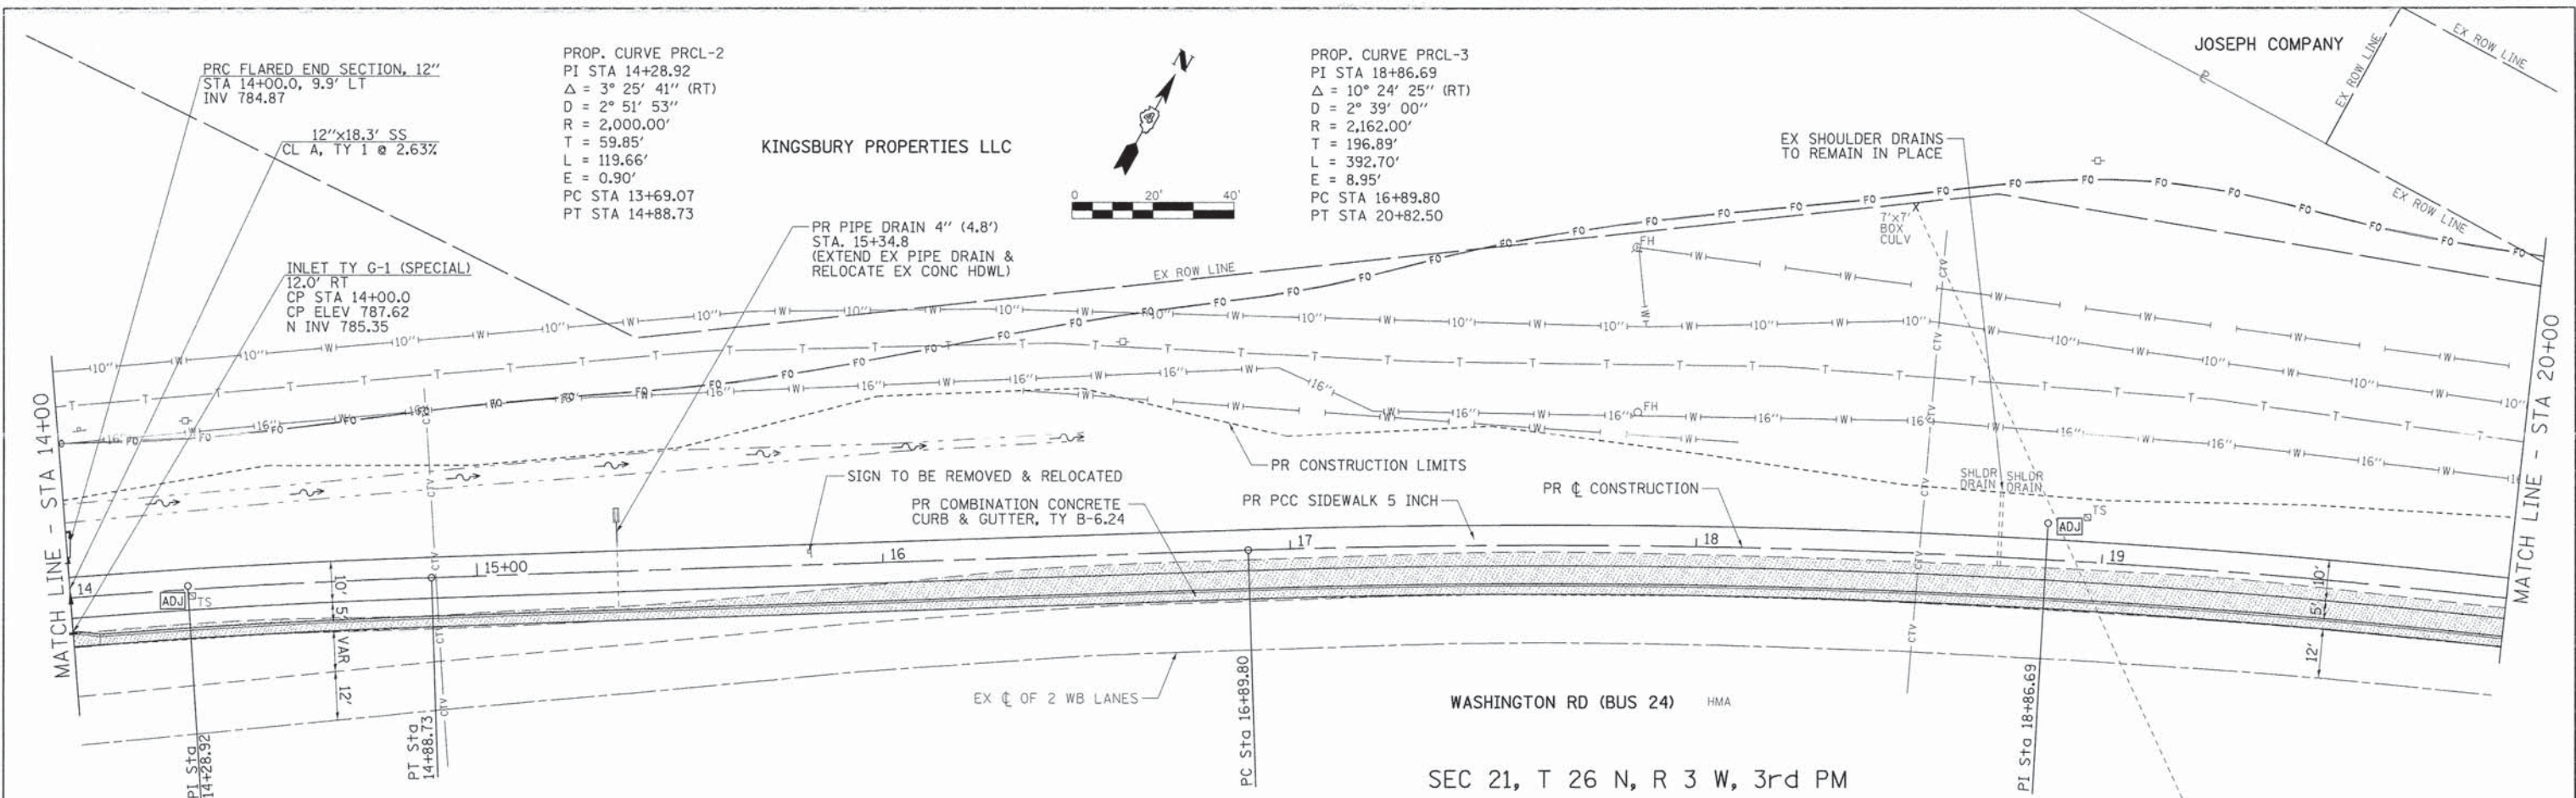 PRC FLARED END SECTION, 12"
STA 14+00.0, 9.9' LT
INV 784.87
12"x18.3' SS
CL A, TY 1 @ 2.63%
INLET TY G-1 (SPECIAL)
12.0' RT
CP STA 14+00.0
CP ELEV 787.62
N INV 785.35
PROP. CURVE PRCL-2
PI STA 14+28.92
Δ = 3° 25' 41" (RT)
D = 2° 51' 53"
R = 2,000.00'
T = 59.85'
L = 119.66'
E = 0.90'
PC STA 13+69.07
PT STA 14+88.73
KINGSBURY PROPERTIES LLC
PR PIPE DRAIN 4" (4.8')
STA. 15+34.8
(EXTEND EX PIPE DRAIN &
RELOCATE EX CONC HDWL)
N
0 20' 40'
PROP. CURVE PRCL-3
PI STA 18+86.69
Δ = 10° 24' 25" (RT)
D = 2° 39' 00"
R = 2,162.00'
T = 196.89'
L = 392.70'
E = 8.95'
PC STA 16+89.80
PT STA 20+82.50
JOSEPH COMPANY
EX ROW LINE
EX ROW LINE
EX ROW LINE
EX ROW LINE
EX SHOULDER DRAINS
TO REMAIN IN PLACE
7'x7'
BOX
CULV
FH
FH
SIGN TO BE REMOVED & RELOCATED
PR CONSTRUCTION LIMITS
PR COMBINATION CONCRETE
CURB & GUTTER, TY B-6.24
PR PCC SIDEWALK 5 INCH
PR ℄ CONSTRUCTION
SHLDR
DRAIN
SHLDR
DRAIN
ADJ
TS
ADJ
TS
14
15+00
16
17
18
19
10'
5'
VAR
12'
10'
5'
12'
MATCH LINE - STA 14+00
MATCH LINE - STA 20+00
PI Sta
14+28.92
PT Sta
14+88.73
PC Sta 16+89.80
PI Sta 18+86.69
EX ℄ OF 2 WB LANES
WASHINGTON RD (BUS 24)
HMA
SEC 21, T 26 N, R 3 W, 3rd PM